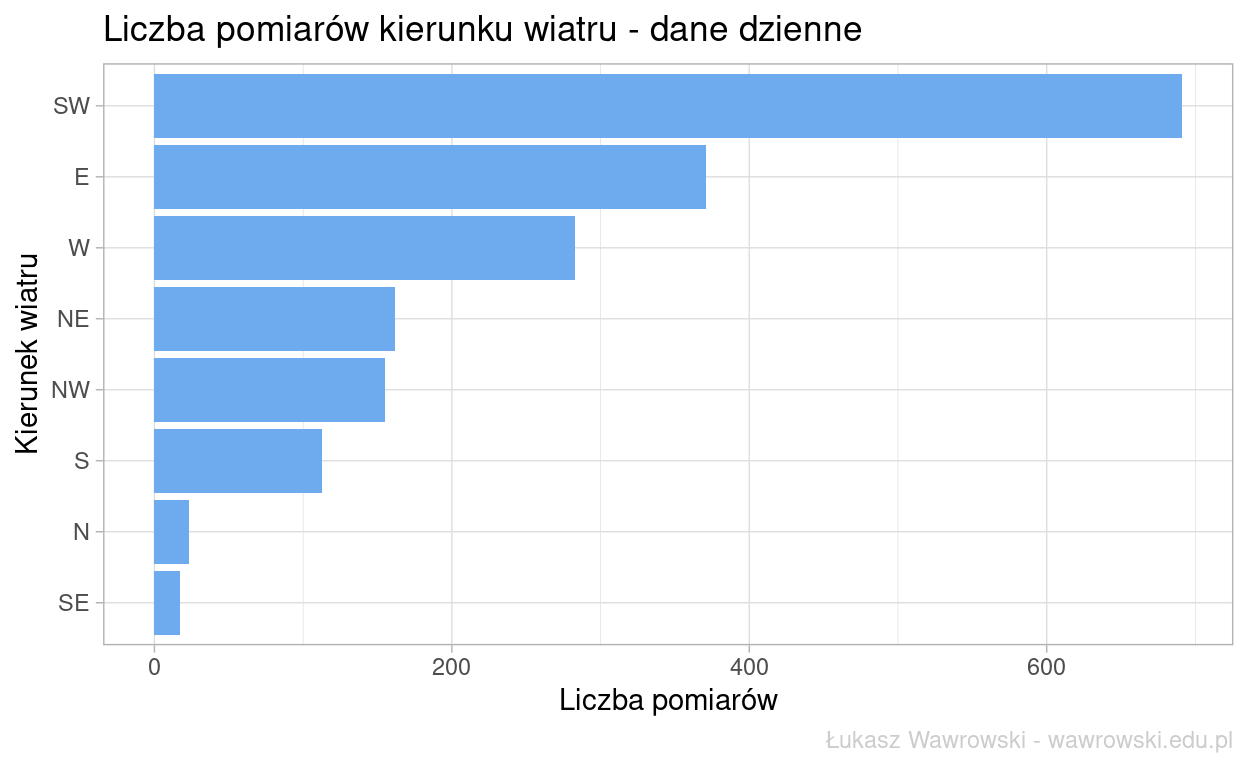 Liczba pomiarów kierunku wiatru - dane dzienne
Kierunek wiatru
SW
E
W
NE
NW
S
N
SE
0 200 400 600
Liczba pomiarów
Łukasz Wawrowski - wawrowski.edu.pl